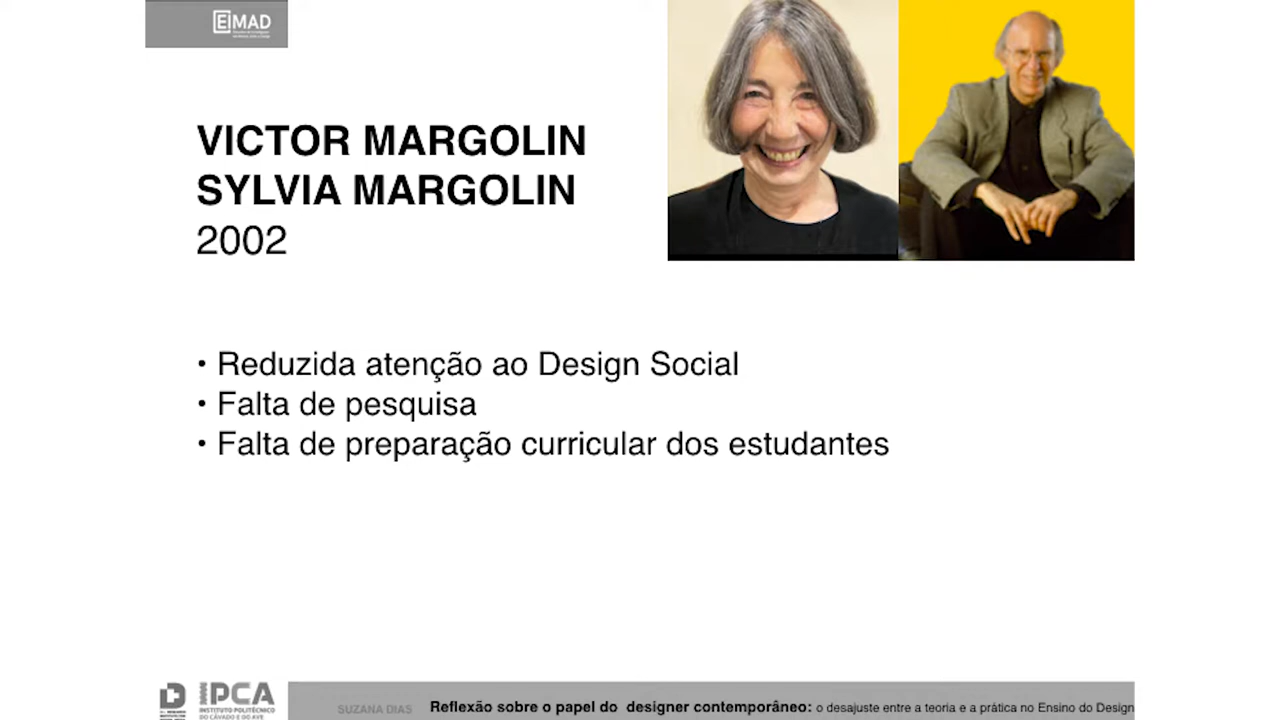 EIMAD
VICTOR MARGOLIN
SYLVIA MARGOLIN
2002
• Reduzida atenção ao Design Social
• Falta de pesquisa
• Falta de preparação curricular dos estudantes
IPCA
INSTITUTO POLITÉCNICO
DO CÁVADO E DO AVE
SUZANA DIAS Reflexão sobre o papel do designer contemporâneo: o desajuste entre a teoria e a prática no Ensino do Design